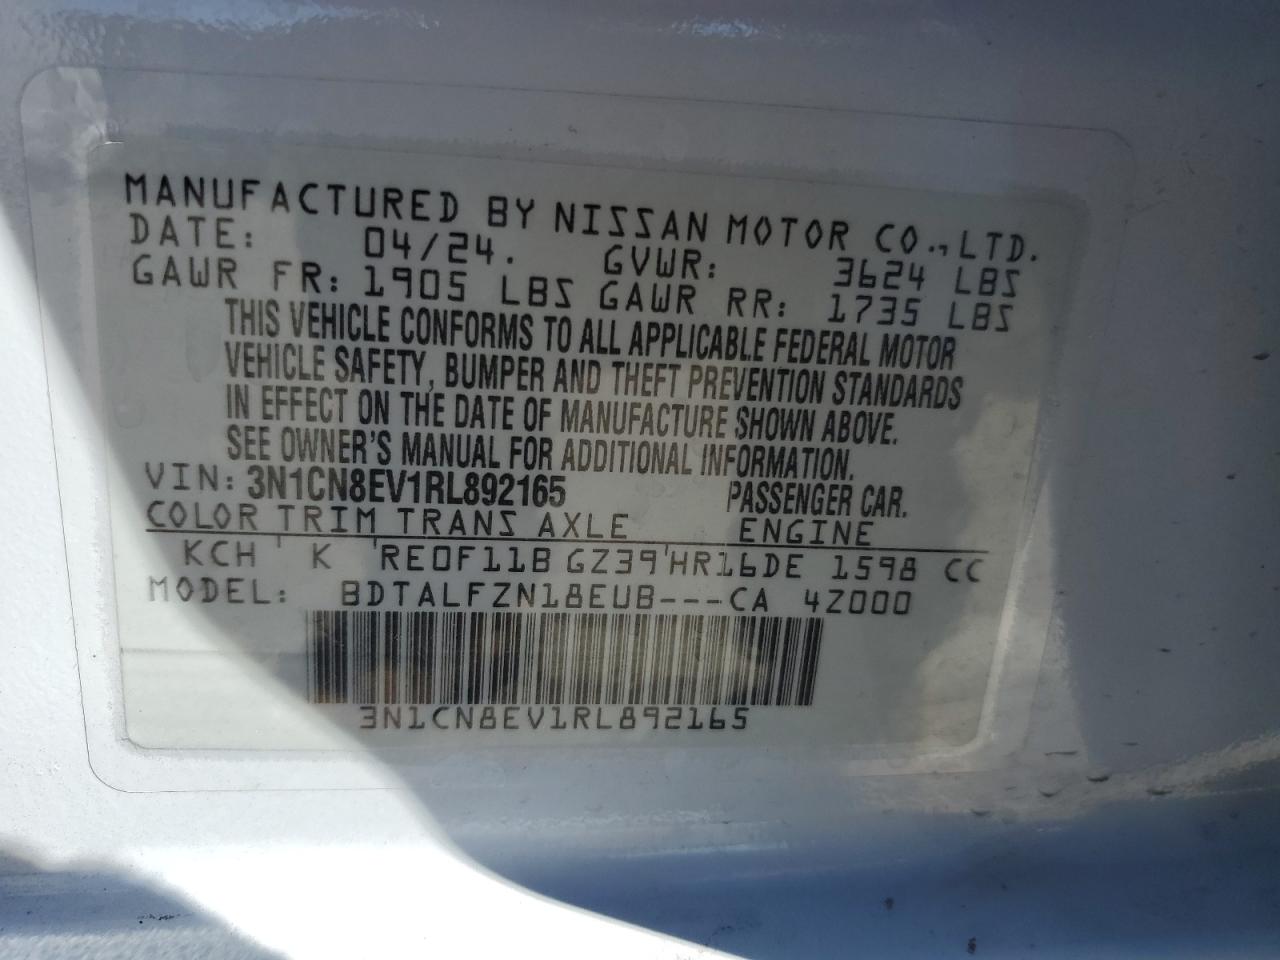 MANUFACTURED BY NISSAN MOTOR CO., LTD.
DATE: 04/24. GVWR: 3624 LBS
GAWR FR: 1905 LBS GAWR RR: 1735 LBS
THIS VEHICLE CONFORMS TO ALL APPLICABLE FEDERAL MOTOR
VEHICLE SAFETY, BUMPER AND THEFT PREVENTION STANDARDS
IN EFFECT ON THE DATE OF MANUFACTURE SHOWN ABOVE.
SEE OWNER'S MANUAL FOR ADDITIONAL INFORMATION.
VIN: 3N1CN8EV1RL892165 PASSENGER CAR.
COLOR TRIM TRANS AXLE ENGINE
KCH ' K ' RE0F11B GZ39 ' HR16DE 1598 CC
MODEL: BDTALFZN18EUB---CA 42000
3N1CN8EV1RL892165